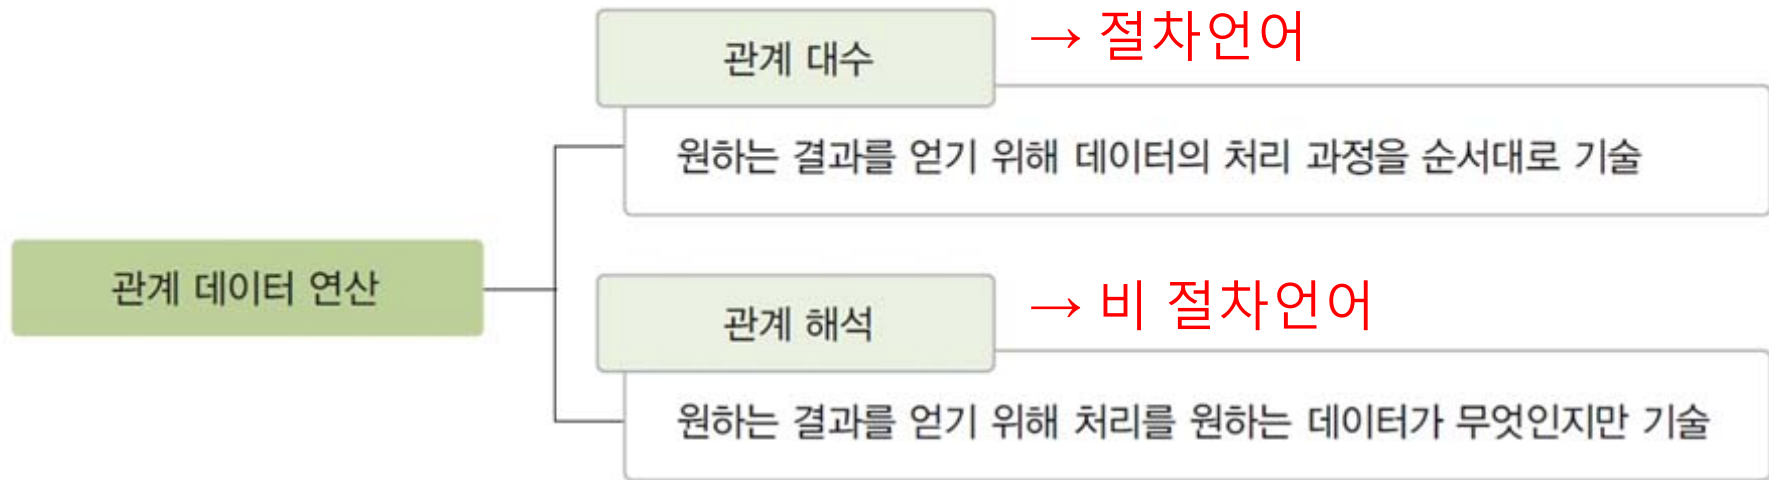 관계 대수
→ 절차언어
원하는 결과를 얻기 위해 데이터의 처리 과정을 순서대로 기술
관계 데이터 연산
관계 해석
→ 비 절차언어
원하는 결과를 얻기 위해 처리를 원하는 데이터가 무엇인지만 기술